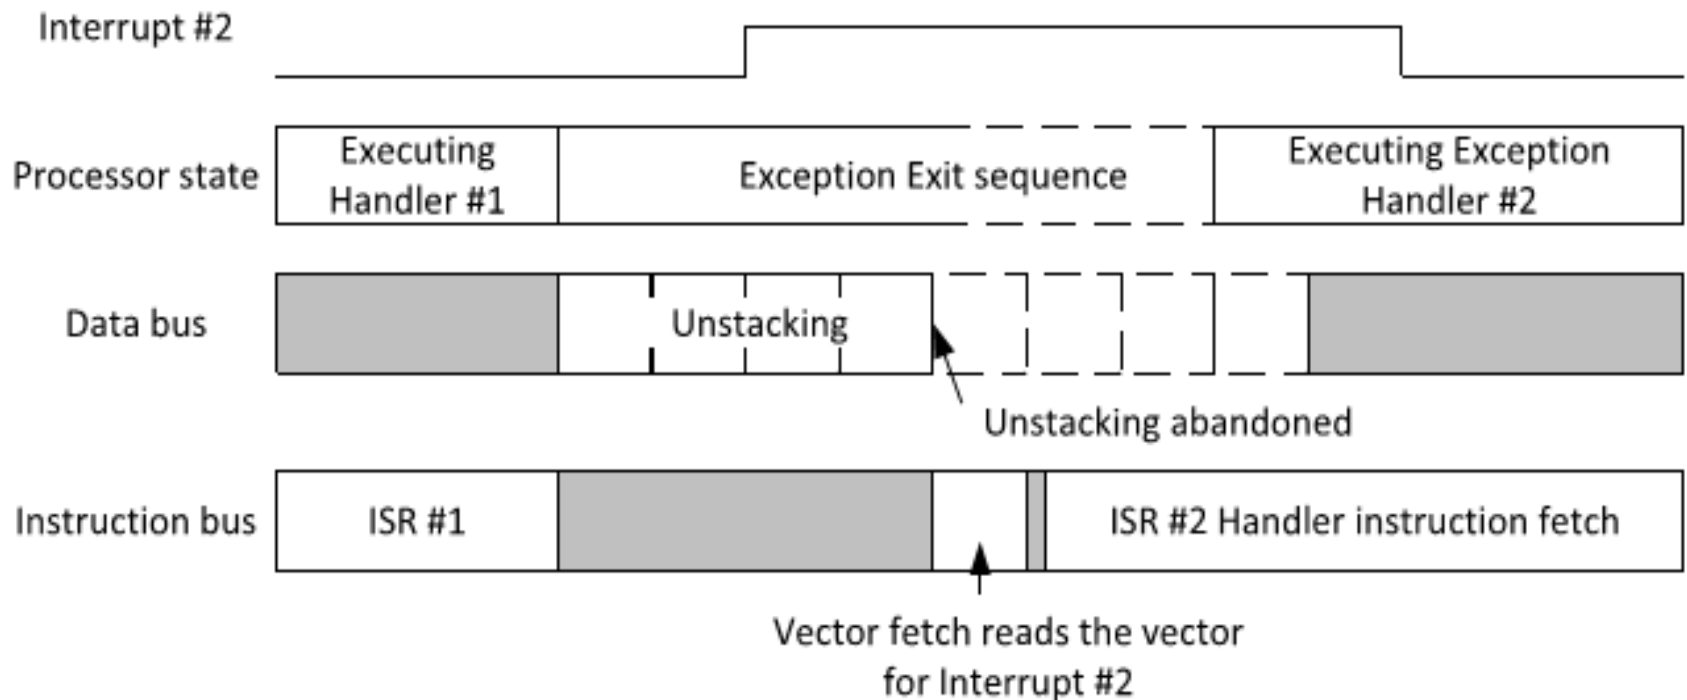 Interrupt #2
Processor state
Executing
Handler #1
Exception Exit sequence
Executing Exception
Handler #2
Data bus
Unstacking
Unstacking abandoned
Instruction bus
ISR #1
ISR #2 Handler instruction fetch
Vector fetch reads the vector
for Interrupt #2